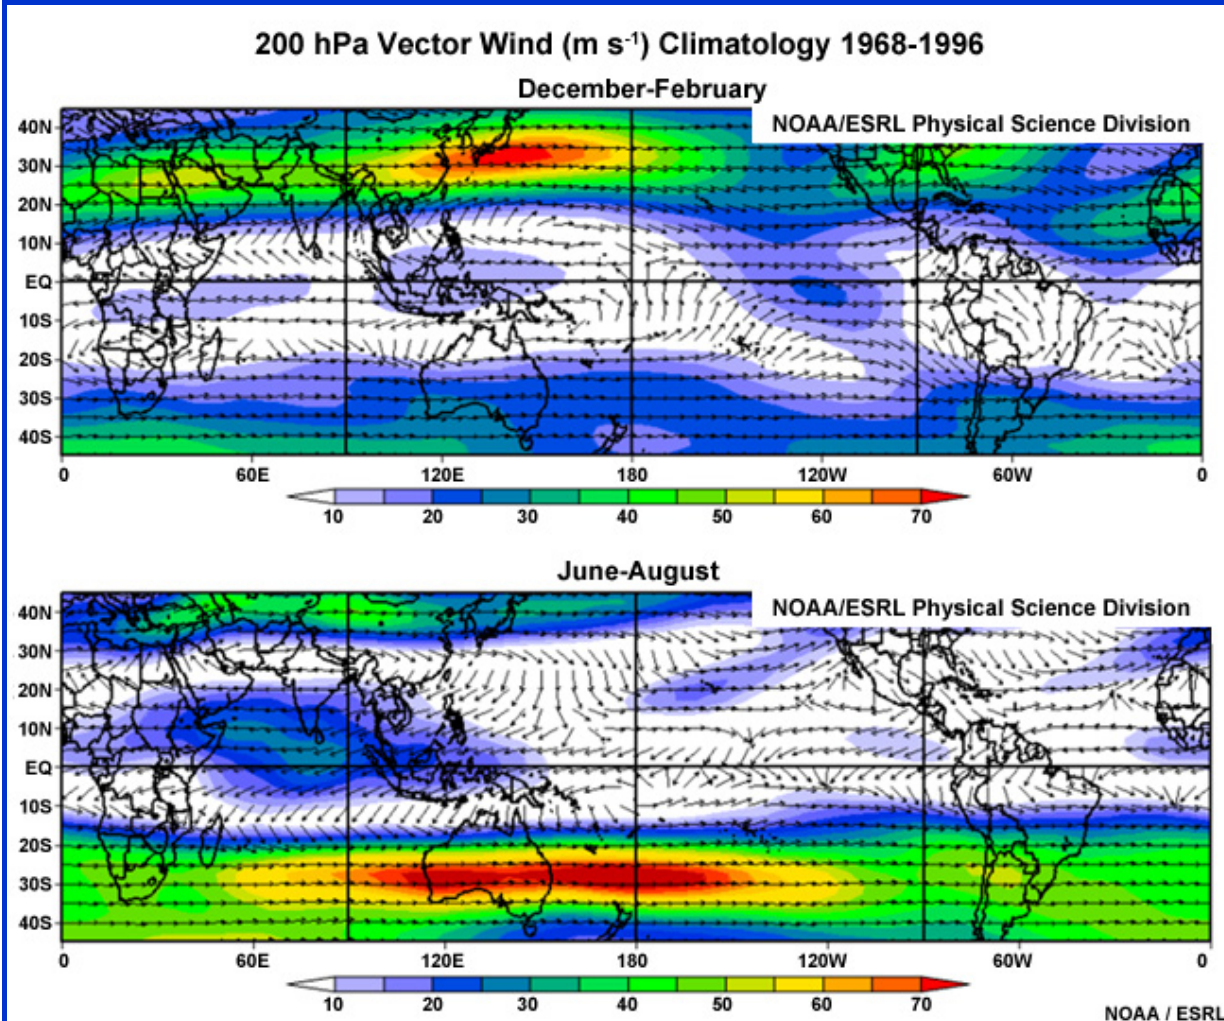 200 hPa Vector Wind (m s-1) Climatology 1968-1996
December-February
NOAA/ESRL Physical Science Division
40N
30N
20N
10N
EQ
10S
20S
30S
40S
0 60E 120E 180 120W 60W 0
10 20 30 40 50 60 70
June-August
NOAA/ESRL Physical Science Division
40N
30N
20N
10N
EQ
10S
20S
30S
40S
0 60E 120E 180 120W 60W 0
10 20 30 40 50 60 70
NOAA / ESRL